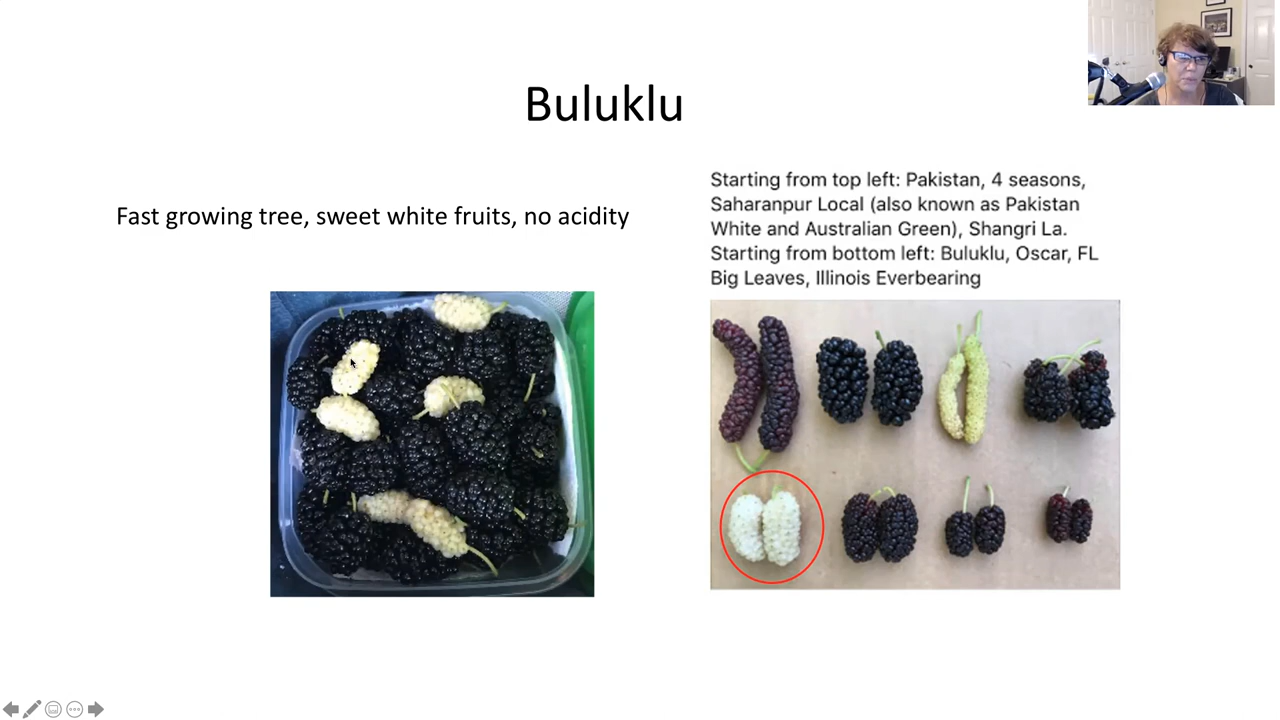 Buluklu
Fast growing tree, sweet white fruits, no acidity
Starting from top left: Pakistan, 4 seasons,
Saharanpur Local (also known as Pakistan
White and Australian Green), Shangri La.
Starting from bottom left: Buluklu, Oscar, FL
Big Leaves, Illinois Everbearing